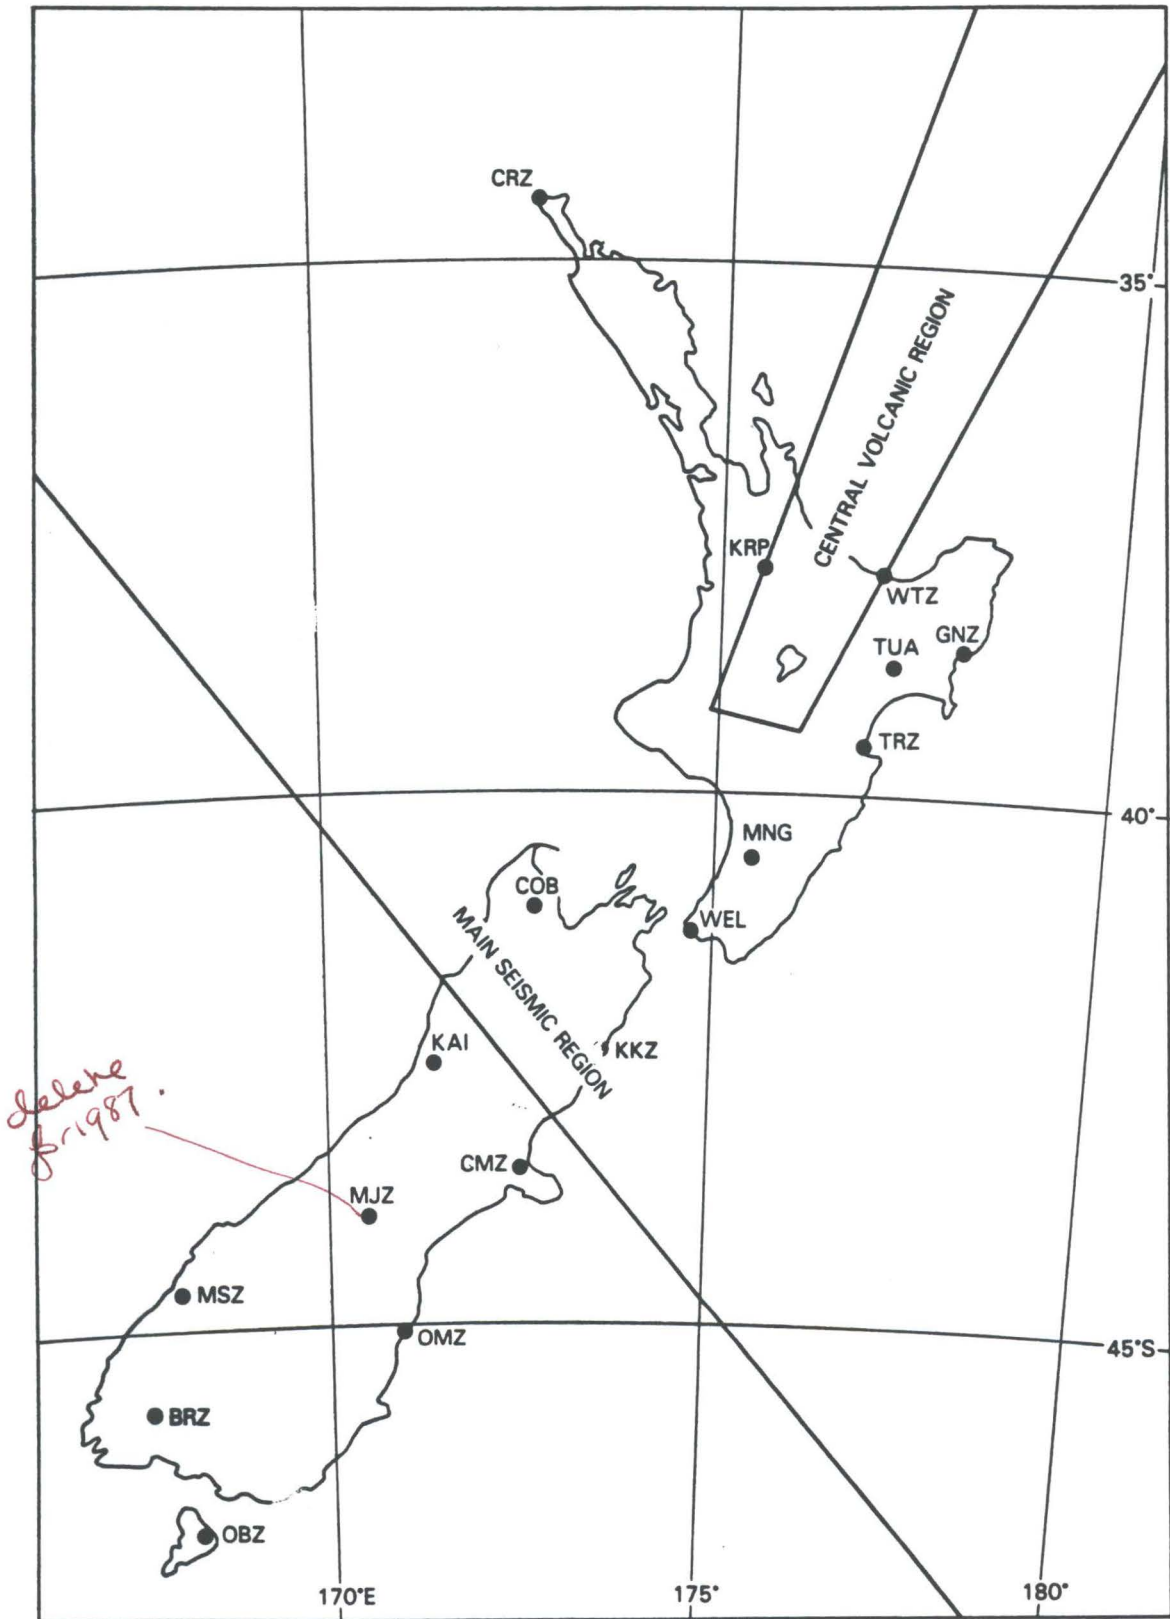 CRZ
35°
CENTRAL VOLCANIC REGION
KRP
WTZ
GNZ
TUA
TRZ
40°
MNG
COB
WEL
MAIN SEISMIC REGION
KAI
KKZ
delete
for 1987.
CMZ
MJZ
MSZ
OMZ
45°S
BRZ
OBZ
170°E
175°
180°